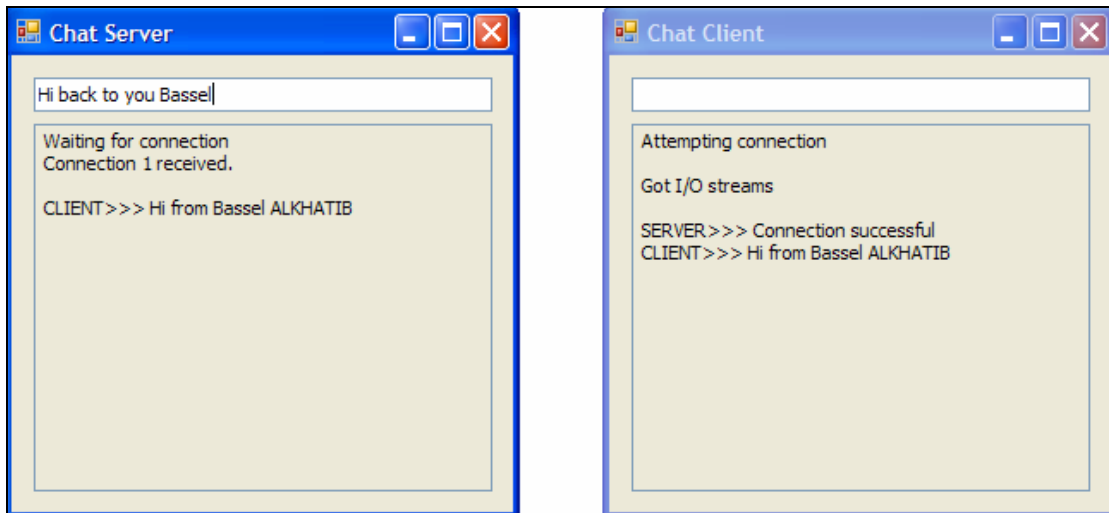 Chat Server
Hi back to you Bassel
Waiting for connection
Connection 1 received.
CLIENT>>> Hi from Bassel ALKHATIB
Chat Client
Attempting connection
Got I/O streams
SERVER>>> Connection successful
CLIENT>>> Hi from Bassel ALKHATIB